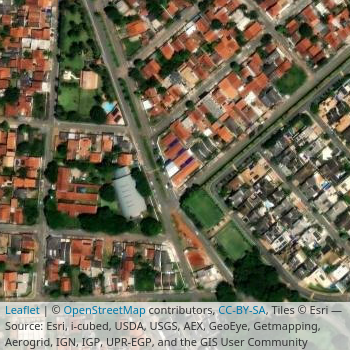 Leaflet | © OpenStreetMap contributors, CC-BY-SA, Tiles © Esri —
Source: Esri, i-cubed, USDA, USGS, AEX, GeoEye, Getmapping,
Aerogrid, IGN, IGP, UPR-EGP, and the GIS User Community